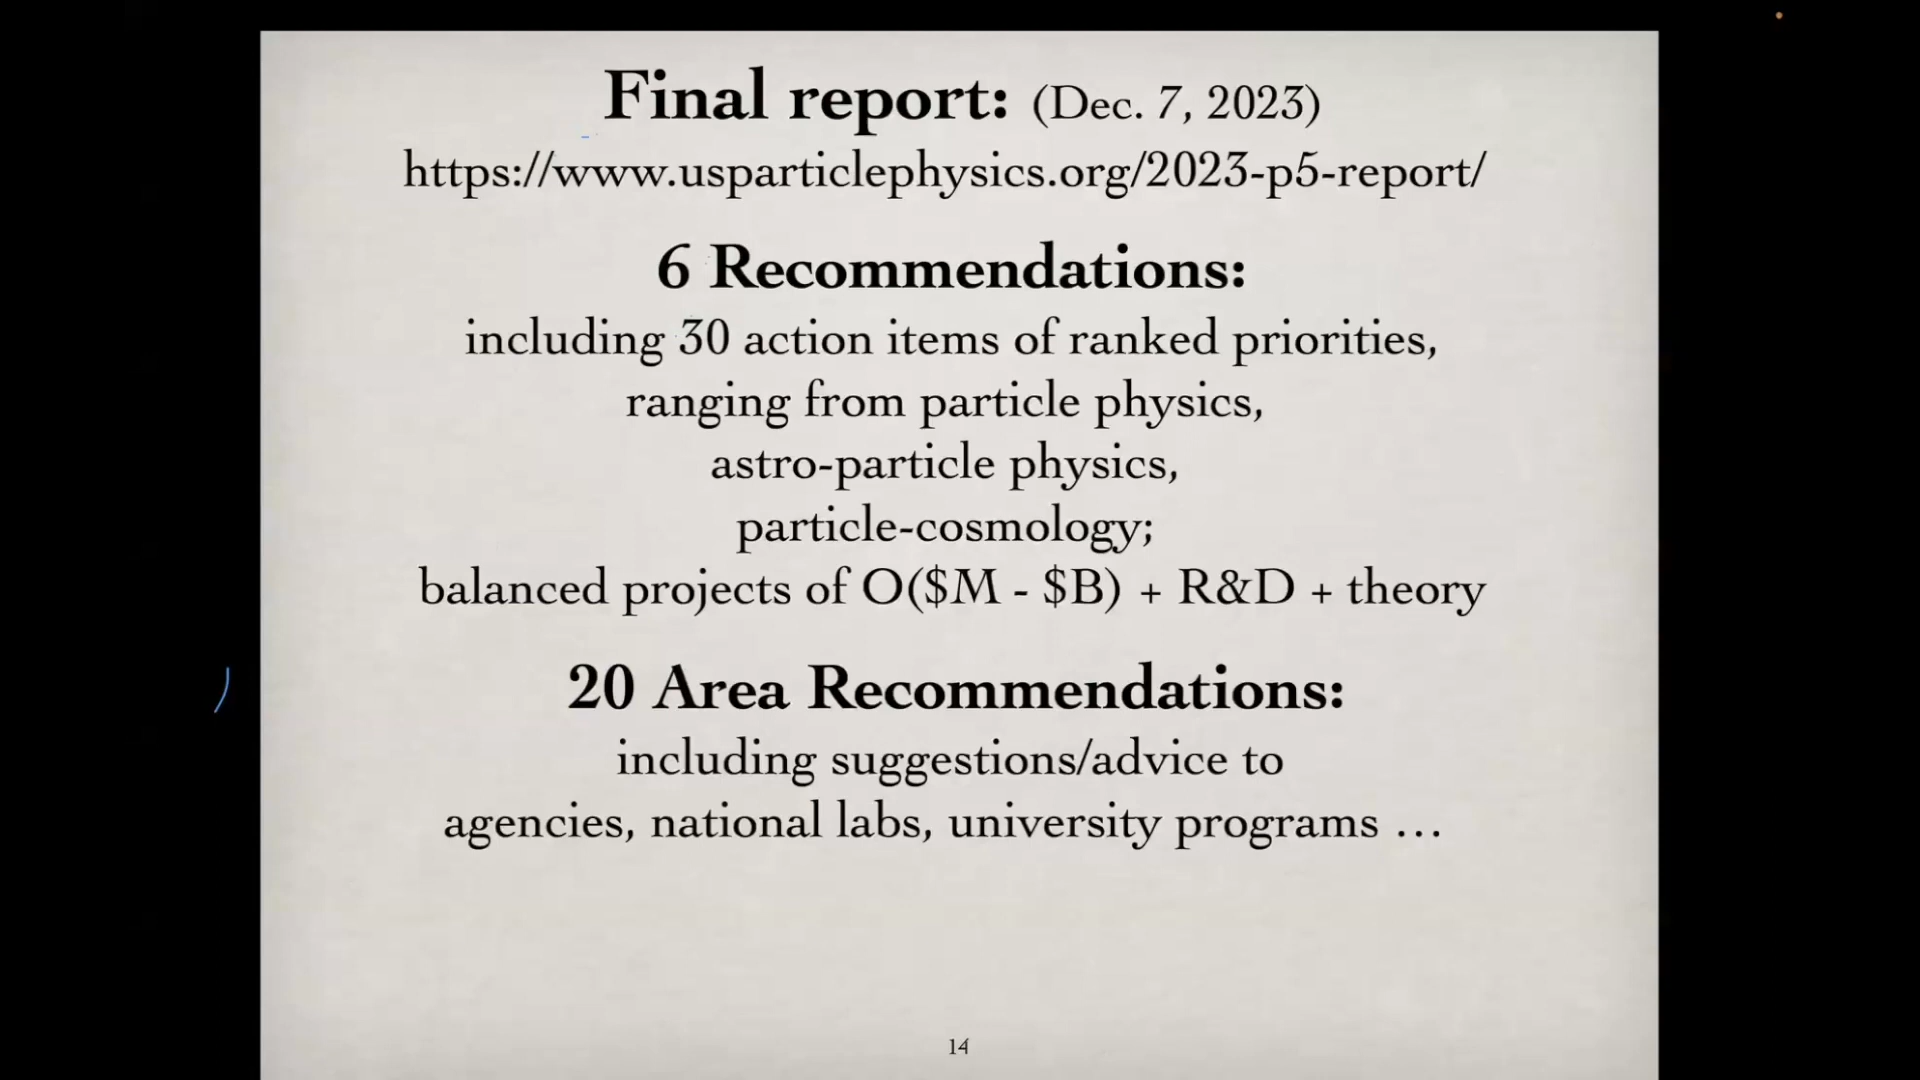 Final report: (Dec. 7, 2023)
https://www.usparticlephysics.org/2023-p5-report/
6 Recommendations:
including 30 action items of ranked priorities,
ranging from particle physics,
astro-particle physics,
particle-cosmology;
balanced projects of O($M - $B) + R&D + theory
20 Area Recommendations:
including suggestions/advice to
agencies, national labs, university programs …
14